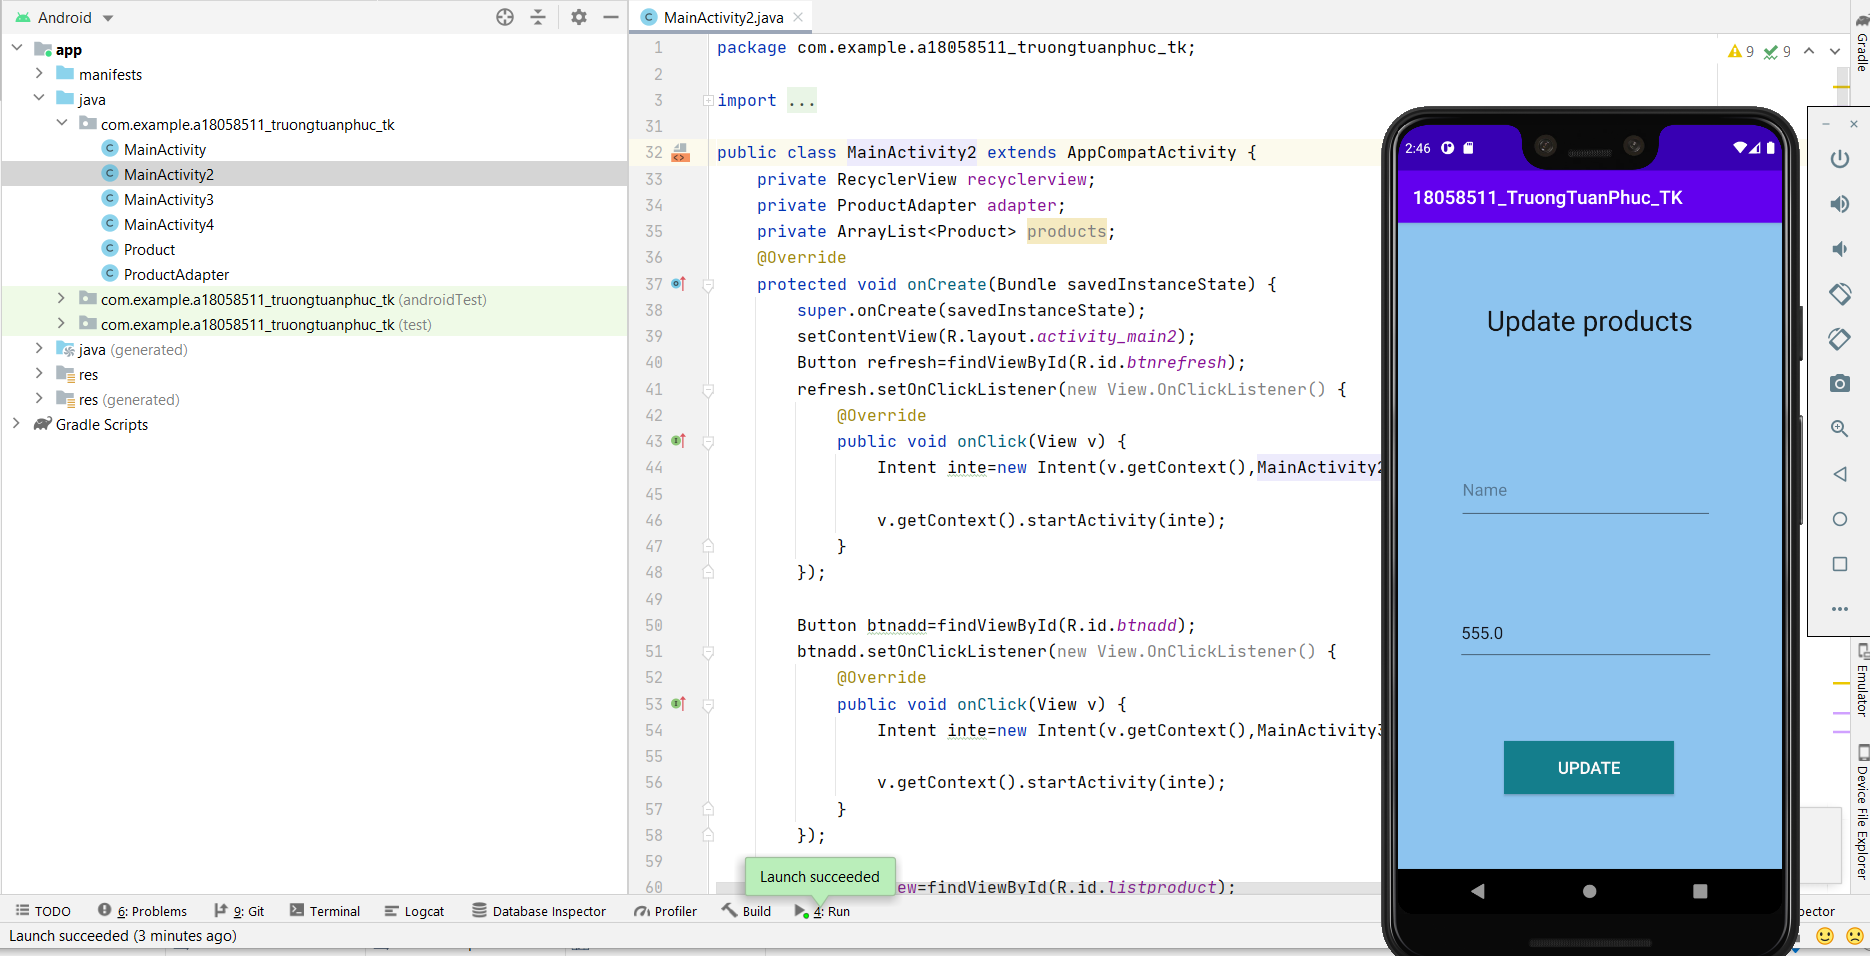 Android
MainActivity2.java
app
manifests
java
com.example.a18058511_truongtuanphuc_tk
MainActivity
MainActivity2
MainActivity3
MainActivity4
Product
ProductAdapter
com.example.a18058511_truongtuanphuc_tk (androidTest)
com.example.a18058511_truongtuanphuc_tk (test)
java (generated)
res
res (generated)
Gradle Scripts
1 package com.example.a18058511_truongtuanphuc_tk;
2
3 import ...
31
32 public class MainActivity2 extends AppCompatActivity {
33 private RecyclerView recyclerview;
34 private ProductAdapter adapter;
35 private ArrayList<Product> products;
36 @Override
37 protected void onCreate(Bundle savedInstanceState) {
38 super.onCreate(savedInstanceState);
39 setContentView(R.layout.activity_main2);
40 Button refresh=findViewById(R.id.btnrefresh);
41 refresh.setOnClickListener(new View.OnClickListener() {
42 @Override
43 public void onClick(View v) {
44 Intent inte=new Intent(v.getContext(),MainActivity2
45
46 v.getContext().startActivity(inte);
47 }
48 });
49
50 Button btnadd=findViewById(R.id.btnadd);
51 btnadd.setOnClickListener(new View.OnClickListener() {
52 @Override
53 public void onClick(View v) {
54 Intent inte=new Intent(v.getContext(),MainActivity3
55
56 v.getContext().startActivity(inte);
57 }
58 });
59
60 ew=findViewById(R.id.listproduct);
9 9
2:46
18058511_TruongTuanPhuc_TK
Update products
Name
555.0
UPDATE
Gradle
Emulator
Device File Explorer
Launch succeeded
TODO 6: Problems 9: Git Terminal Logcat Database Inspector Profiler Build 4: Run pector
Launch succeeded (3 minutes ago)